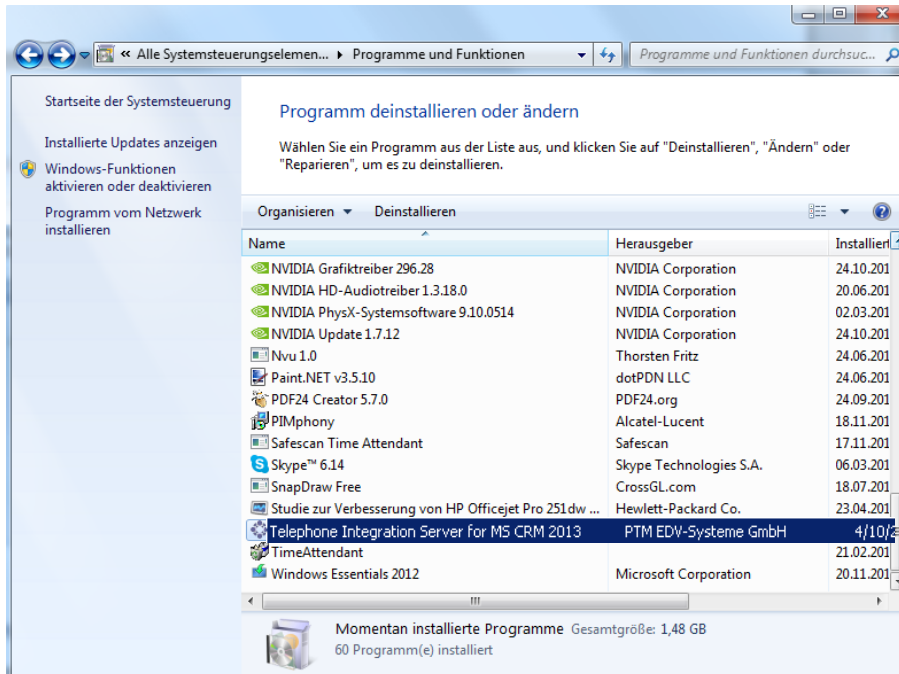 « Alle Systemsteuerungselemen... ▸ Programme und Funktionen
Programme und Funktionen durchsuc...
Startseite der Systemsteuerung
Installierte Updates anzeigen
Windows-Funktionen
aktivieren oder deaktivieren
Programm vom Netzwerk
installieren
Programm deinstallieren oder ändern
Wählen Sie ein Programm aus der Liste aus, und klicken Sie auf "Deinstallieren", "Ändern" oder
"Reparieren", um es zu deinstallieren.
Organisieren Deinstallieren
Name Herausgeber Installiert
NVIDIA Grafiktreiber 296.28 NVIDIA Corporation 24.10.201
NVIDIA HD-Audiotreiber 1.3.18.0 NVIDIA Corporation 20.06.201
NVIDIA PhysX-Systemsoftware 9.10.0514 NVIDIA Corporation 02.03.201
NVIDIA Update 1.7.12 NVIDIA Corporation 24.10.201
Nvu 1.0 Thorsten Fritz 24.06.201
Paint.NET v3.5.10 dotPDN LLC 24.06.201
PDF24 Creator 5.7.0 PDF24.org 24.09.201
PIMphony Alcatel-Lucent 18.11.201
Safescan Time Attendant Safescan 17.11.201
Skype™ 6.14 Skype Technologies S.A. 06.03.201
SnapDraw Free CrossGL.com 18.07.201
Studie zur Verbesserung von HP Officejet Pro 251dw ... Hewlett-Packard Co. 23.04.201
Telephone Integration Server for MS CRM 2013 PTM EDV-Systeme GmbH 4/10/2
TimeAttendant 21.02.201
Windows Essentials 2012 Microsoft Corporation 20.11.201
Momentan installierte Programme Gesamtgröße: 1,48 GB
60 Programm(e) installiert